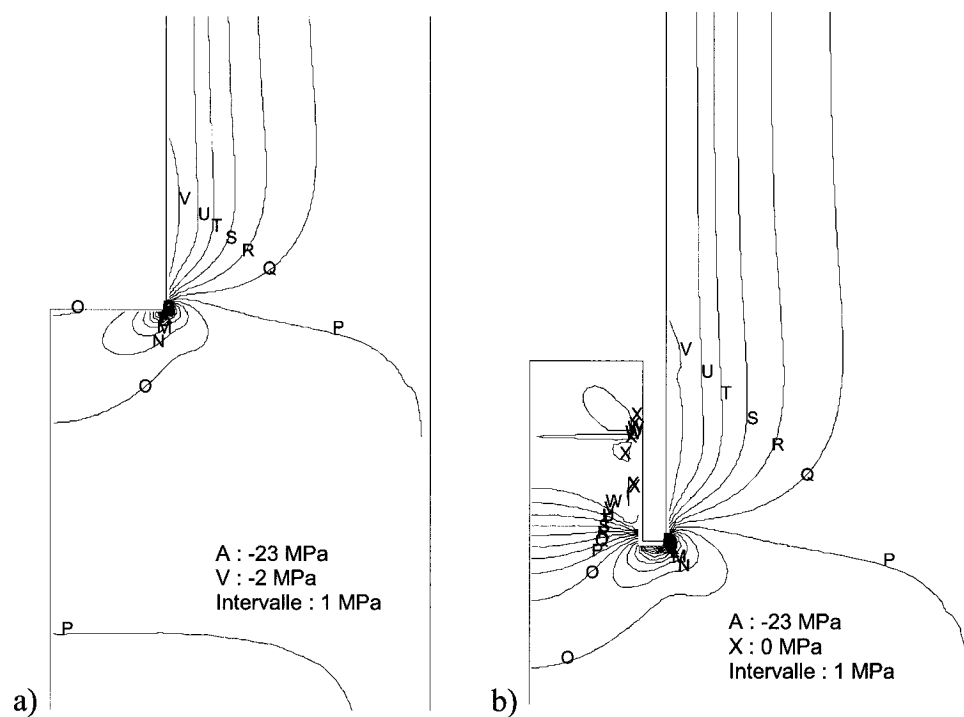 V
U
T
S
R
Q
O
P
M
N
O
P
A : -23 MPa
V : -2 MPa
Intervalle : 1 MPa
a)
V
U
T
S
R
Q
X
W
X
X
W
U
S
P
O
N
P
O
A : -23 MPa
X : 0 MPa
Intervalle : 1 MPa
b)